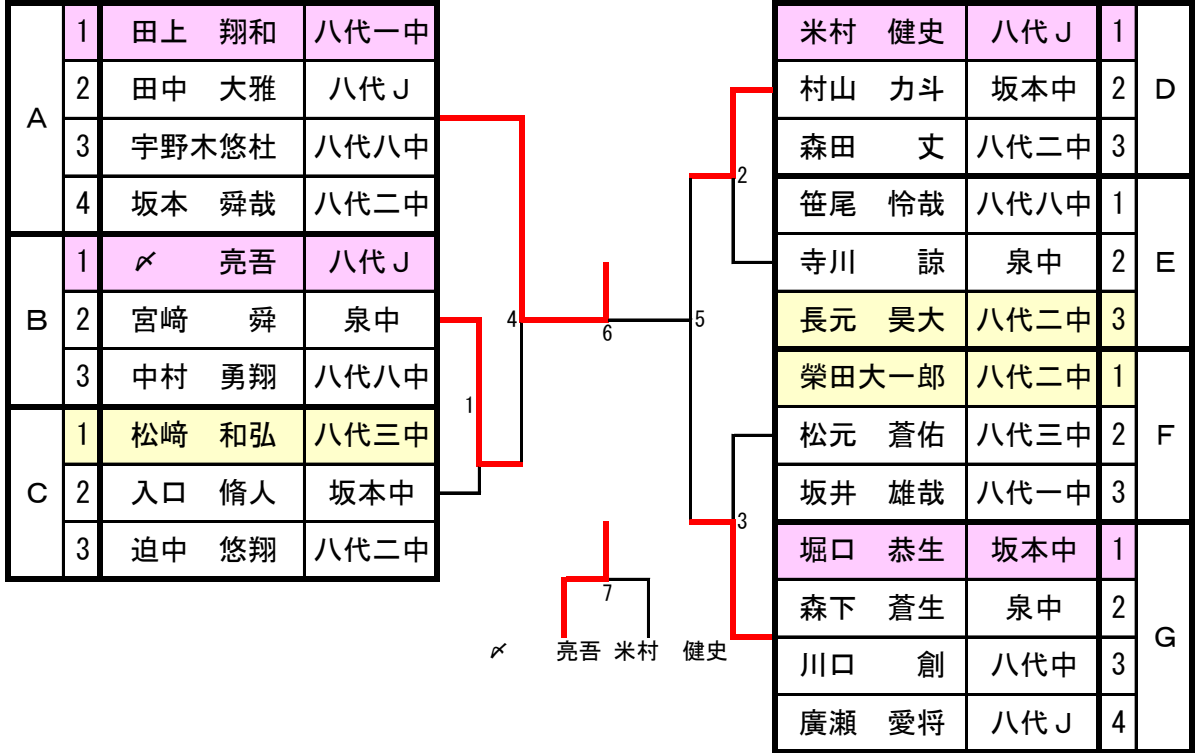 A
1 田上 翔和 八代一中
2 田中 大雅 八代J
3 宇野木悠杜 八代八中
4 坂本 舜哉 八代二中
B
1 〆 亮吾 八代J
2 宮﨑 舜 泉中
3 中村 勇翔 八代八中
C
1 松﨑 和弘 八代三中
2 入口 脩人 坂本中
3 迫中 悠翔 八代二中
1
4
6
5
2
3
7
〆 亮吾 米村 健史
米村 健史 八代J 1
村山 力斗 坂本中 2
森田 丈 八代二中 3
D
笹尾 怜哉 八代八中 1
寺川 諒 泉中 2
長元 昊大 八代二中 3
E
榮田大一郎 八代二中 1
松元 蒼佑 八代三中 2
坂井 雄哉 八代一中 3
F
堀口 恭生 坂本中 1
森下 蒼生 泉中 2
川口 創 八代中 3
廣瀬 愛将 八代J 4
G